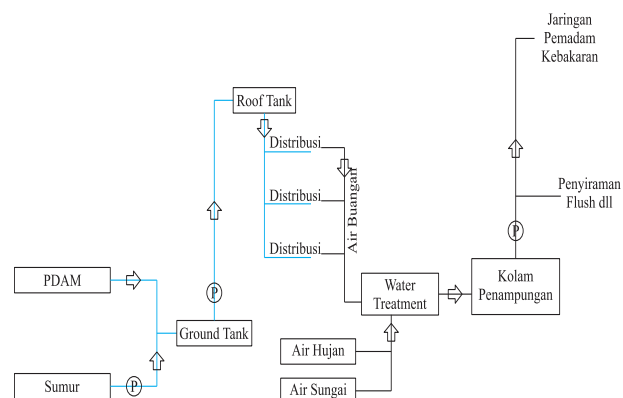 Jaringan
Pemadam
Kebakaran
Roof Tank
Distribusi
Distribusi
Distribusi
Air Buangan
Penyiraman
Flush dll
P
P
PDAM
Ground Tank
Water
Treatment
Kolam
Penampungan
Air Hujan
Sumur
P
Air Sungai